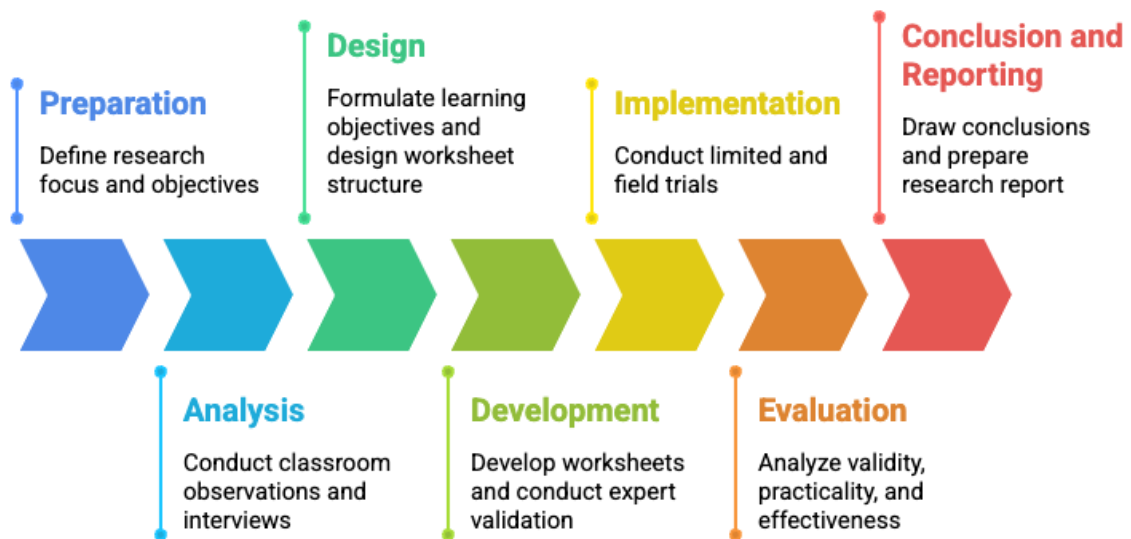 Preparation
Define research
focus and objectives
Analysis
Conduct classroom
observations and
interviews
Design
Formulate learning
objectives and
design worksheet
structure
Development
Develop worksheets
and conduct expert
validation
Implementation
Conduct limited and
field trials
Evaluation
Analyze validity,
practicality, and
effectiveness
Conclusion and
Reporting
Draw conclusions
and prepare
research report